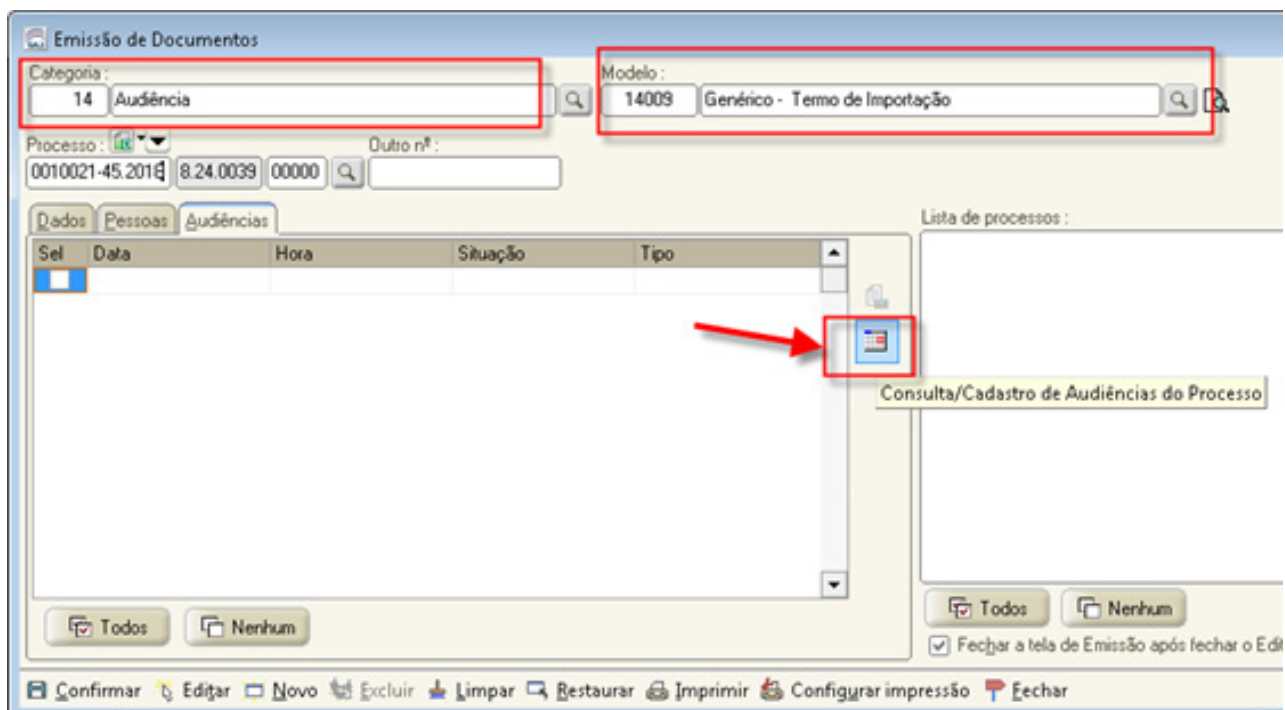 Emissão de Documentos
Categoria : Modelo :
14 Audiência 14009 Genérico - Termo de Importação
Processo : Outro nº :
0010021-45.2018 8.24.0039 00000
Dados Pessoas Audiências Lista de processos :
Sel Data Hora Situação Tipo
Consulta/Cadastro de Audiências do Processo
Todos Nenhum Todos Nenhum
Fechar a tela de Emissão após fechar o Edit
Confirmar Editar Novo Excluir Limpar Restaurar Imprimir Configurar impressão Fechar